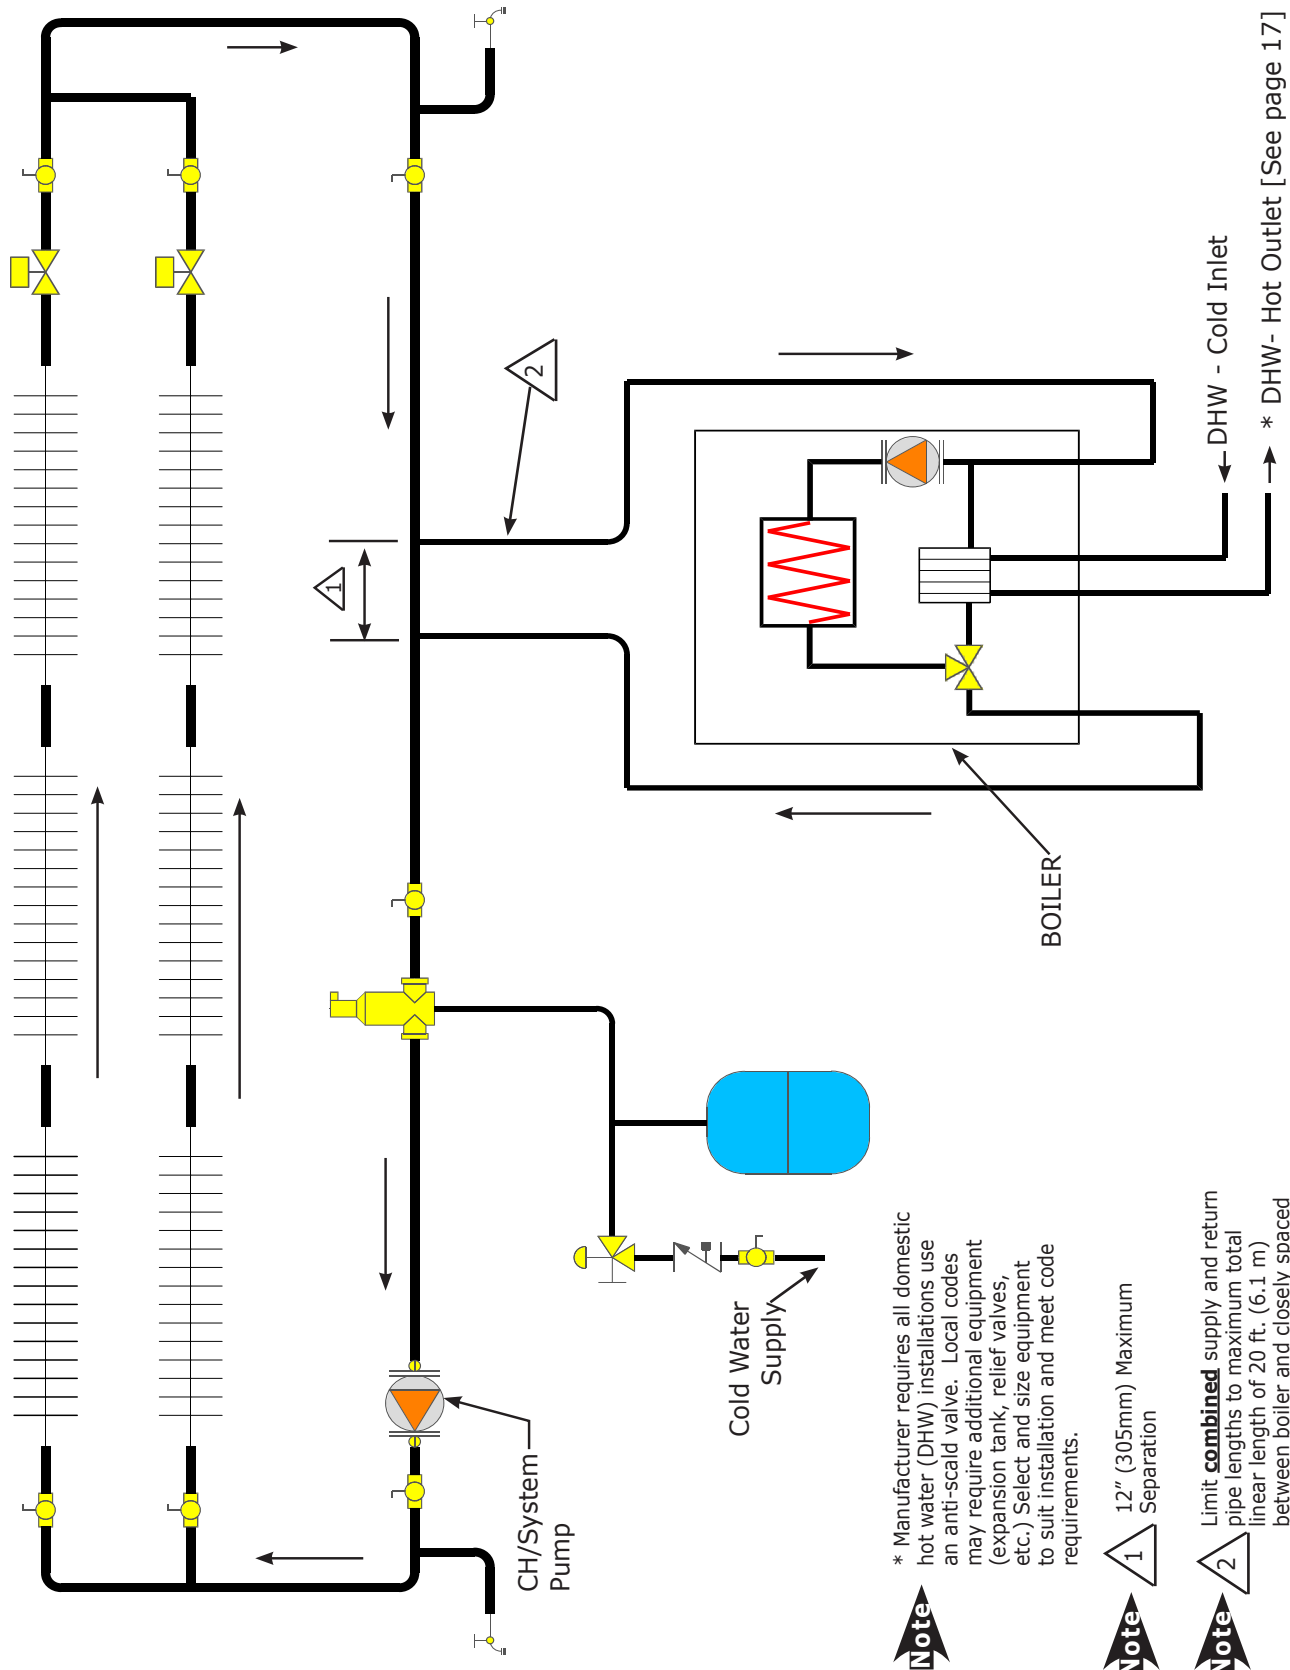 1
2
DHW - Cold Inlet
* DHW- Hot Outlet [See page 17]
BOILER
Cold Water
Supply
CH/System
Pump
Note
* Manufacturer requires all domestic
hot water (DHW) installations use
an anti-scald valve. Local codes
may require additional equipment
(expansion tank, relief valves,
etc.) Select and size equipment
to suit installation and meet code
requirements.
Note
1
12” (305mm) Maximum
Separation
Note
2
Limit combined supply and return
pipe lengths to maximum total
linear length of 20 ft. (6.1 m)
between boiler and closely spaced